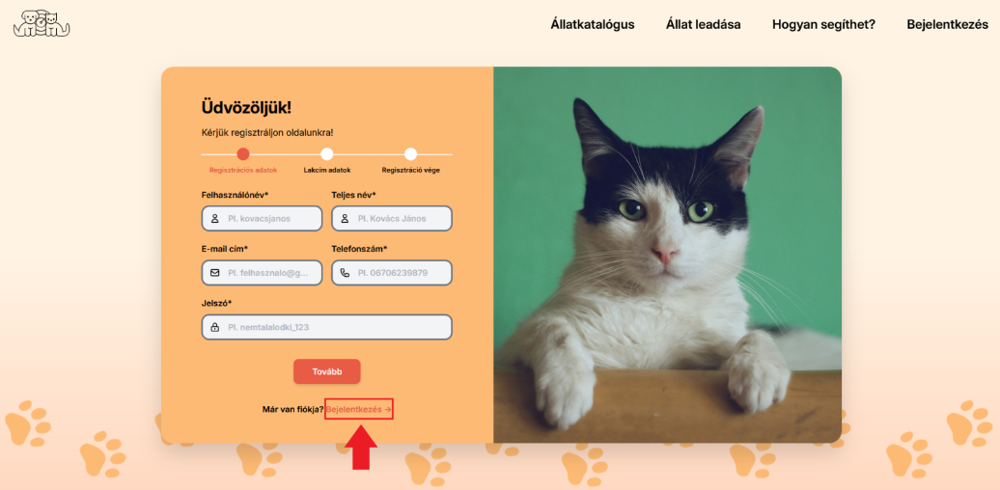 Állatkatalógus Állat leadása Hogyan segíthet? Bejelentkezés
Üdvözöljük!
Kérjük regisztráljon oldalunkra!
Regisztrációs adatok Lakcím adatok Regisztráció vége
Felhasználónév* Teljes név*
Pl. kovacsjanos Pl. Kovács János
E-mail cím* Telefonszám*
Pl. felhasznalo@g... Pl. 06706239879
Jelszó*
Pl. nemtalalodki_123
Tovább
Már van fiókja? Bejelentkezés →